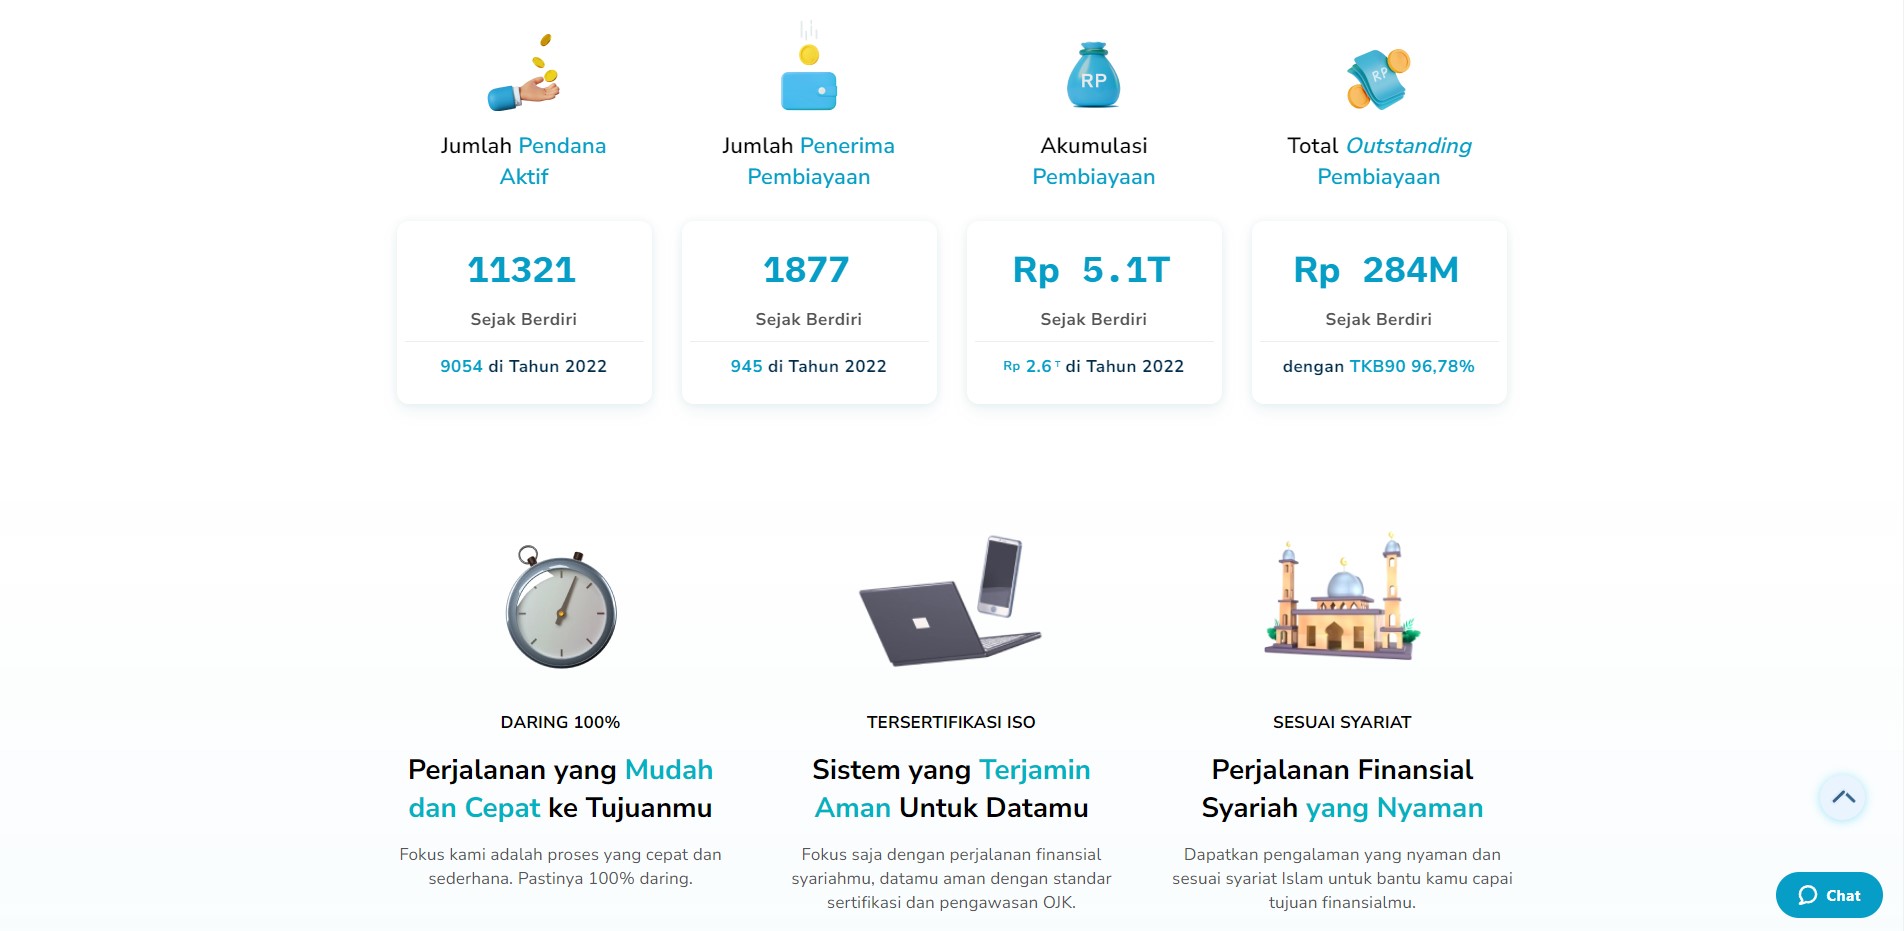 RP
RP
Jumlah Pendana
Aktif
Jumlah Penerima
Pembiayaan
Akumulasi
Pembiayaan
Total Outstanding
Pembiayaan
11321
Sejak Berdiri
9054 di Tahun 2022
1877
Sejak Berdiri
945 di Tahun 2022
Rp 5.1T
Sejak Berdiri
Rp 2.6 T di Tahun 2022
Rp 284M
Sejak Berdiri
dengan TKB90 96,78%
DARING 100%
Perjalanan yang Mudah
dan Cepat ke Tujuanmu
Fokus kami adalah proses yang cepat dan
sederhana. Pastinya 100% daring.
TERSERTIFIKASI ISO
Sistem yang Terjamin
Aman Untuk Datamu
Fokus saja dengan perjalanan finansial
syariahmu, datamu aman dengan standar
sertifikasi dan pengawasan OJK.
SESUAI SYARIAT
Perjalanan Finansial
Syariah yang Nyaman
Dapatkan pengalaman yang nyaman dan
sesuai syariat Islam untuk bantu kamu capai
tujuan finansialmu.
Chat